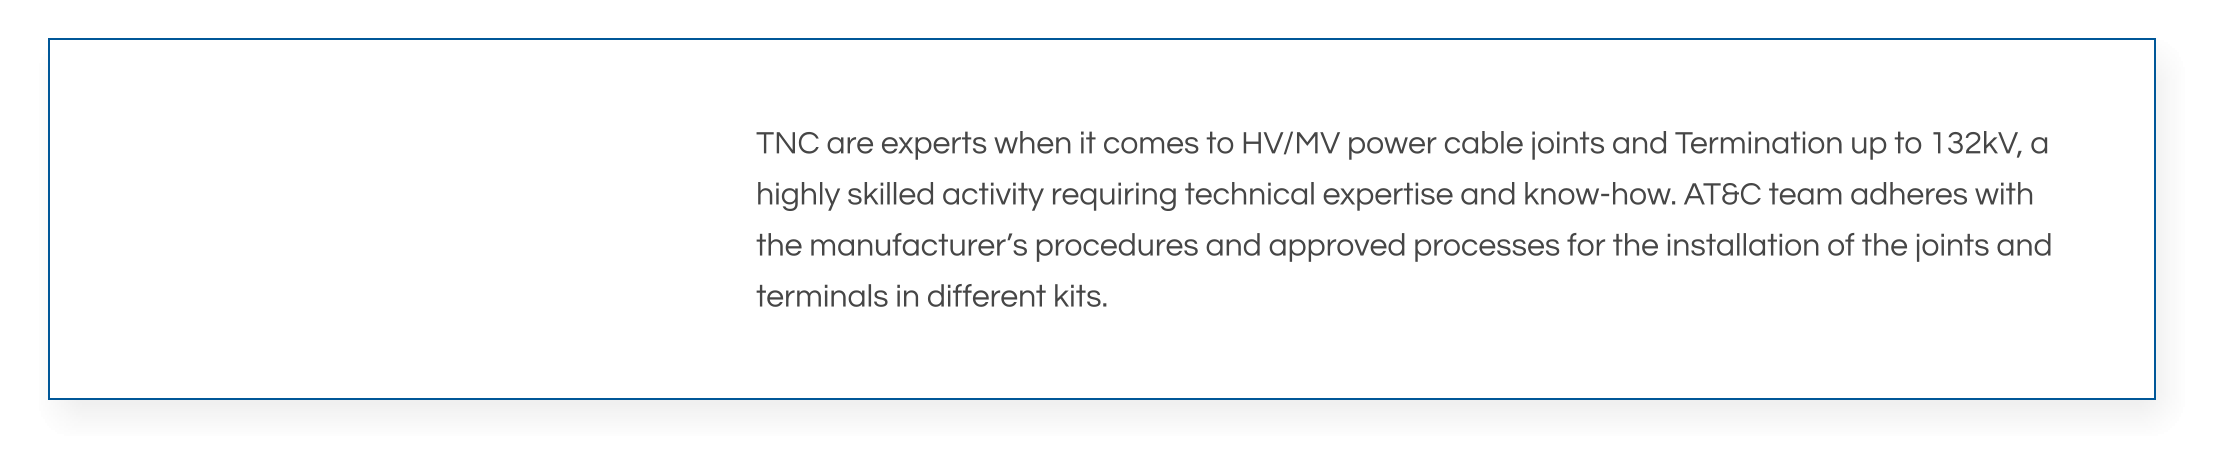 TNC are experts when it comes to HV/MV power cable joints and Termination up to 132kV, a
highly skilled activity requiring technical expertise and know-how. AT&C team adheres with
the manufacturer’s procedures and approved processes for the installation of the joints and
terminals in different kits.